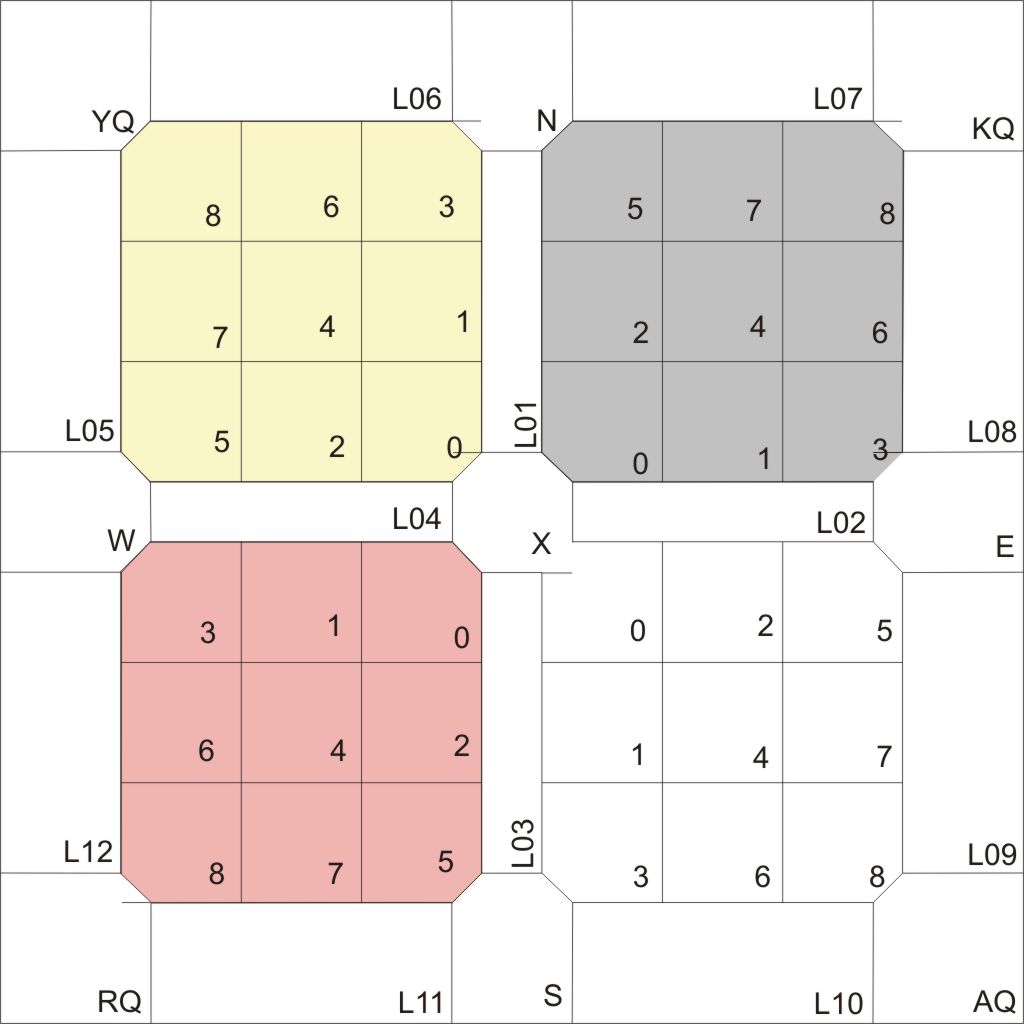 L06 L07
YQ N KQ
8 6 3 5 7 8
7 4 1 2 4 6
L05 L01 L08
5 2 0 0 1 3
L04 L02
W X E
3 1 0 0 2 5
6 4 2 1 4 7
L12 L03 L09
8 7 5 3 6 8
RQ L11 S L10 AQ